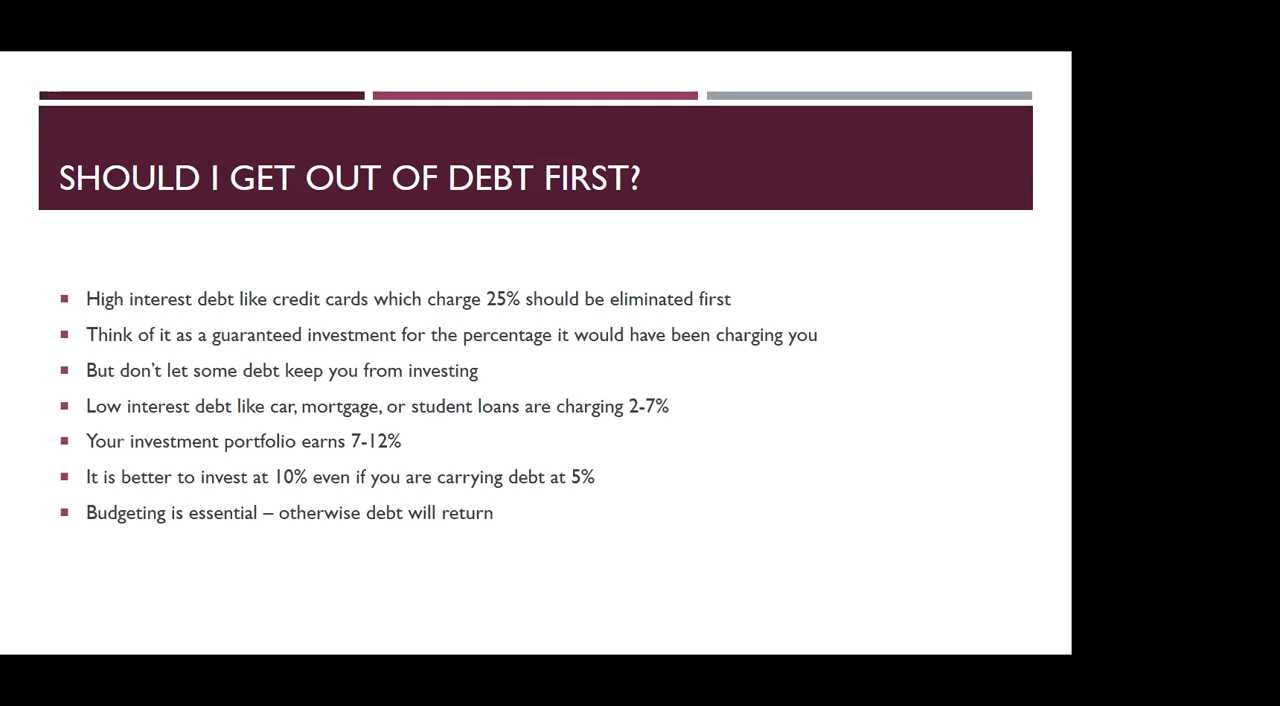 SHOULD I GET OUT OF DEBT FIRST?
High interest debt like credit cards which charge 25% should be eliminated first
Think of it as a guaranteed investment for the percentage it would have been charging you
But don’t let some debt keep you from investing
Low interest debt like car, mortgage, or student loans are charging 2-7%
Your investment portfolio earns 7-12%
It is better to invest at 10% even if you are carrying debt at 5%
Budgeting is essential – otherwise debt will return